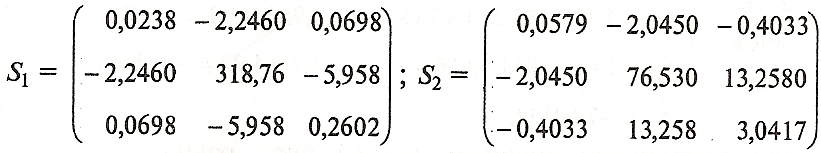 S₁ = ( 0,0238 − 2,2460 0,0698
− 2,2460 318,76 − 5,958
0,0698 − 5,958 0,2602 ) ; S₂ = ( 0,0579 − 2,0450 − 0,4033
− 2,0450 76,530 13,2580
− 0,4033 13,258 3,0417 )